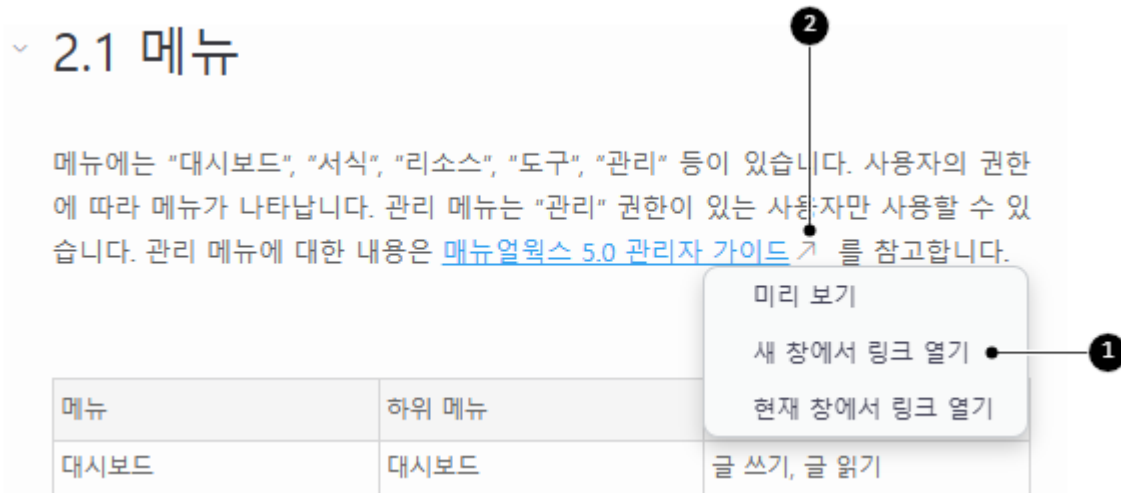 2
2.1 메뉴
메뉴에는 "대시보드", "서식", "리소스", "도구", "관리" 등이 있습니다. 사용자의 권한
에 따라 메뉴가 나타납니다. 관리 메뉴는 "관리" 권한이 있는 사용자만 사용할 수 있
습니다. 관리 메뉴에 대한 내용은 매뉴얼웍스 5.0 관리자 가이드 를 참고합니다.
미리 보기
새 창에서 링크 열기 1
현재 창에서 링크 열기
메뉴 하위 메뉴
대시보드 대시보드 글 쓰기, 글 읽기